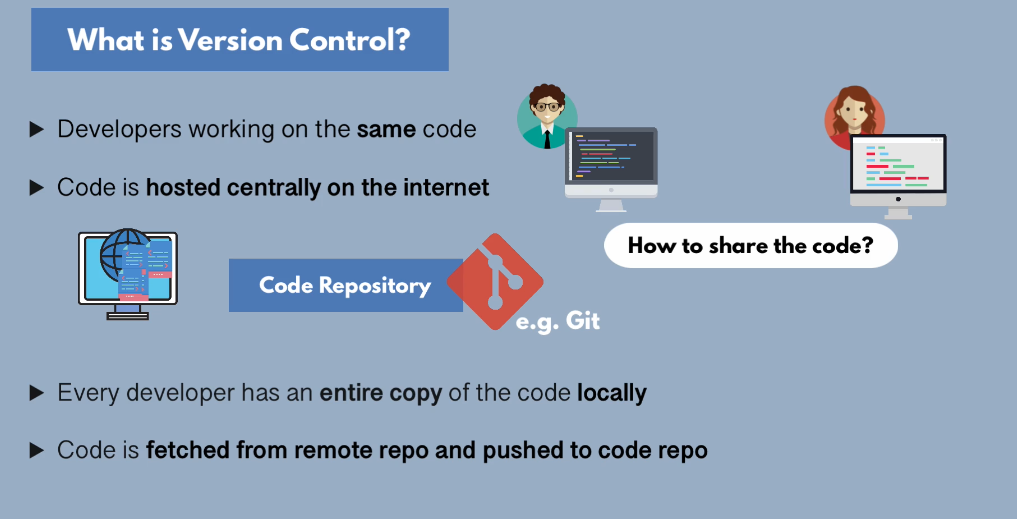 What is Version Control?
Developers working on the same code
Code is hosted centrally on the internet
How to share the code?
Code Repository
e.g. Git
Every developer has an entire copy of the code locally
Code is fetched from remote repo and pushed to code repo